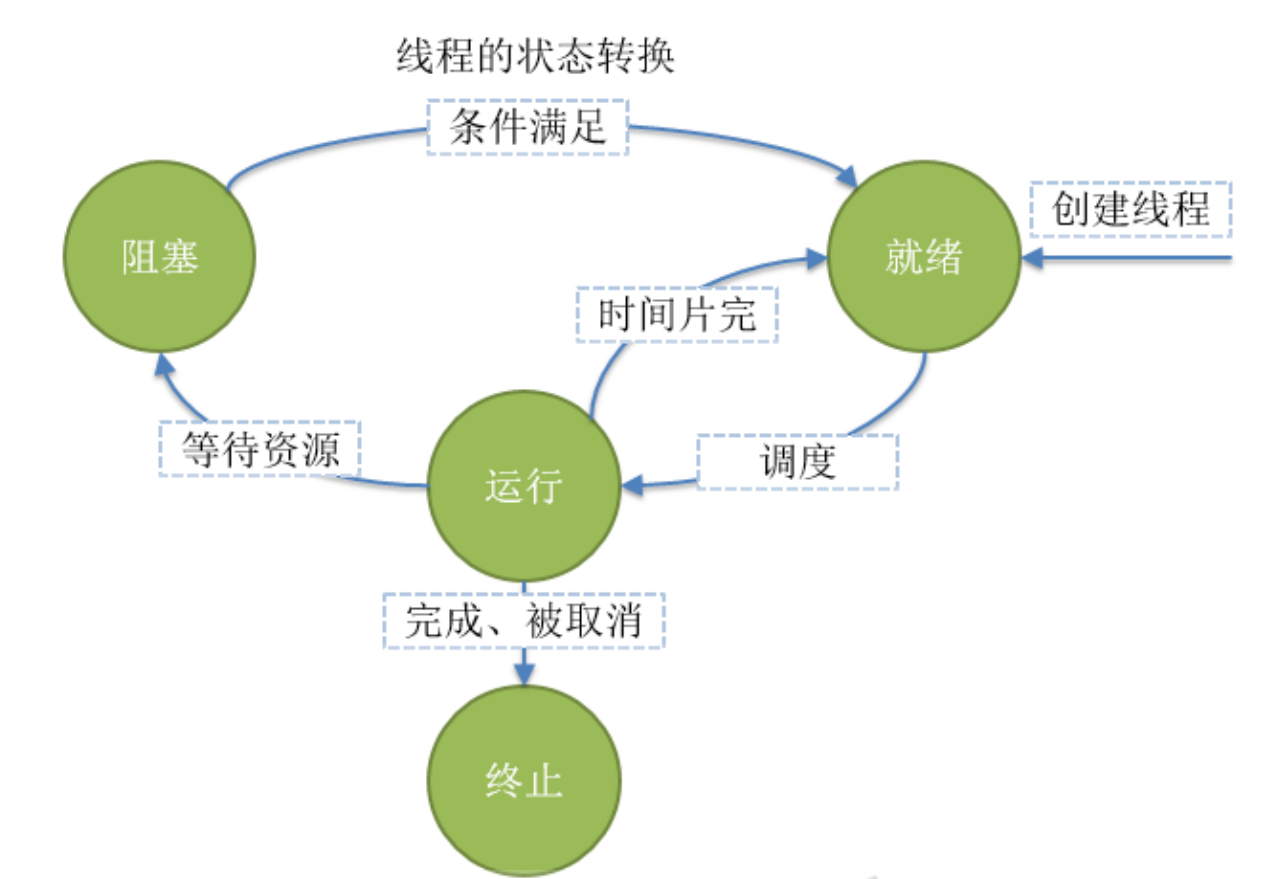 线程的状态转换
条件满足
创建线程
阻塞
就绪
时间片完
等待资源
调度
运行
完成、被取消
终止